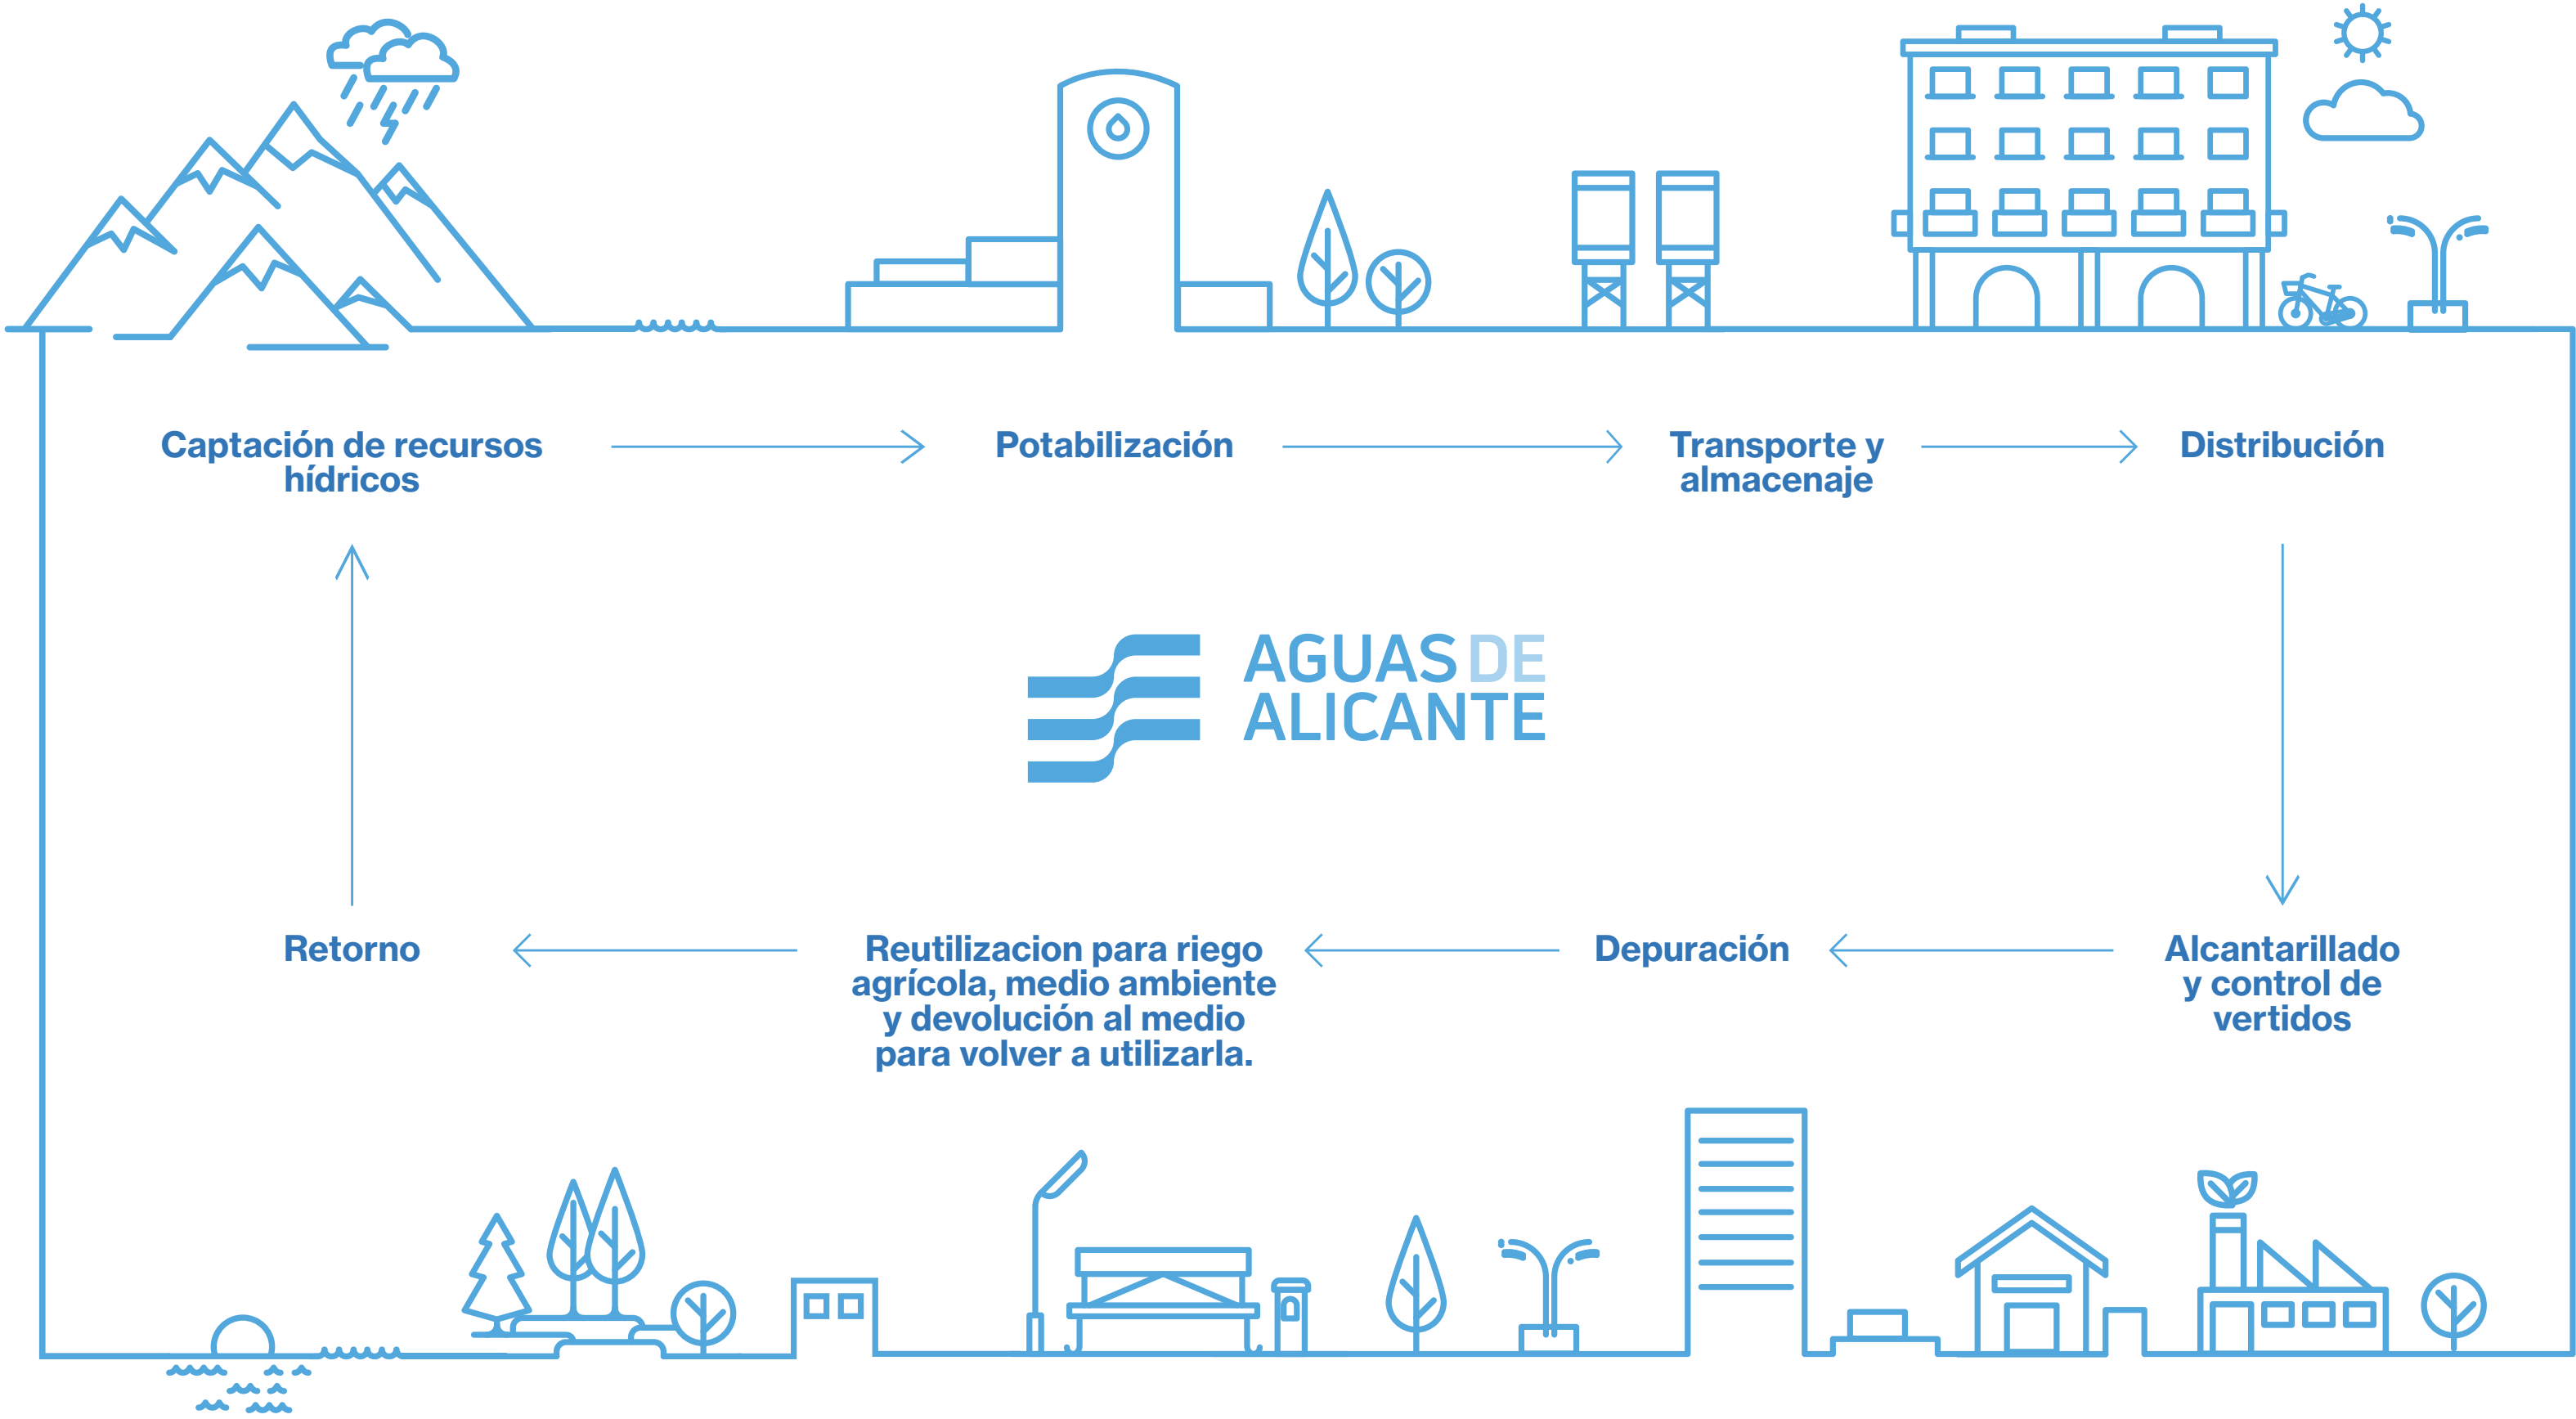 Captación de recursos
hídricos
Potabilización
Transporte y
almacenaje
Distribución
AGUAS DE
ALICANTE
Retorno
Reutilizacion para riego
agrícola, medio ambiente
y devolución al medio
para volver a utilizarla.
Depuración
Alcantarillado
y control de
vertidos